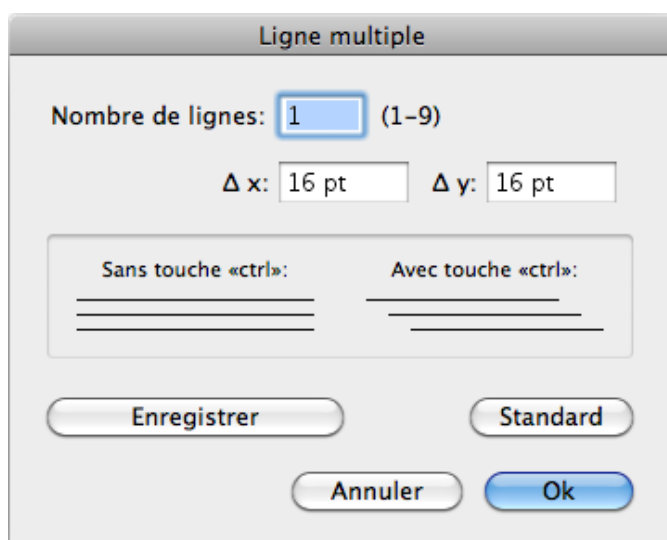 Ligne multiple
Nombre de lignes: 1 (1-9)
Δ x: 16 pt Δ y: 16 pt
Sans touche «ctrl»: Avec touche «ctrl»:
Enregistrer Standard
Annuler Ok